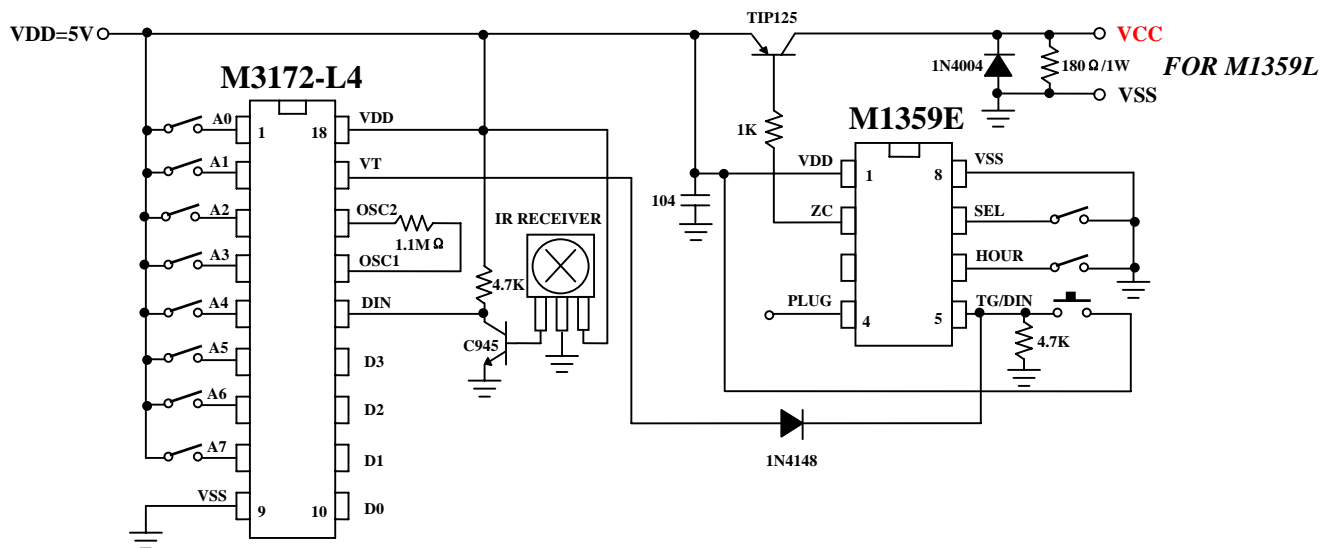 TIP125
VDD=5V
VCC
1N4004
180Ω/1W
FOR M1359L
VSS
M3172-L4
M1359E
A0
1
18
VDD
A1
VT
A2
OSC2
1.1MΩ
A3
OSC1
A4
DIN
A5
D3
A6
D2
A7
D1
VSS
9
10
D0
IR RECEIVER
4.7K
C945
1K
104
VDD
1
8
VSS
ZC
SEL
HOUR
PLUG
4
5
TG/DIN
4.7K
1N4148